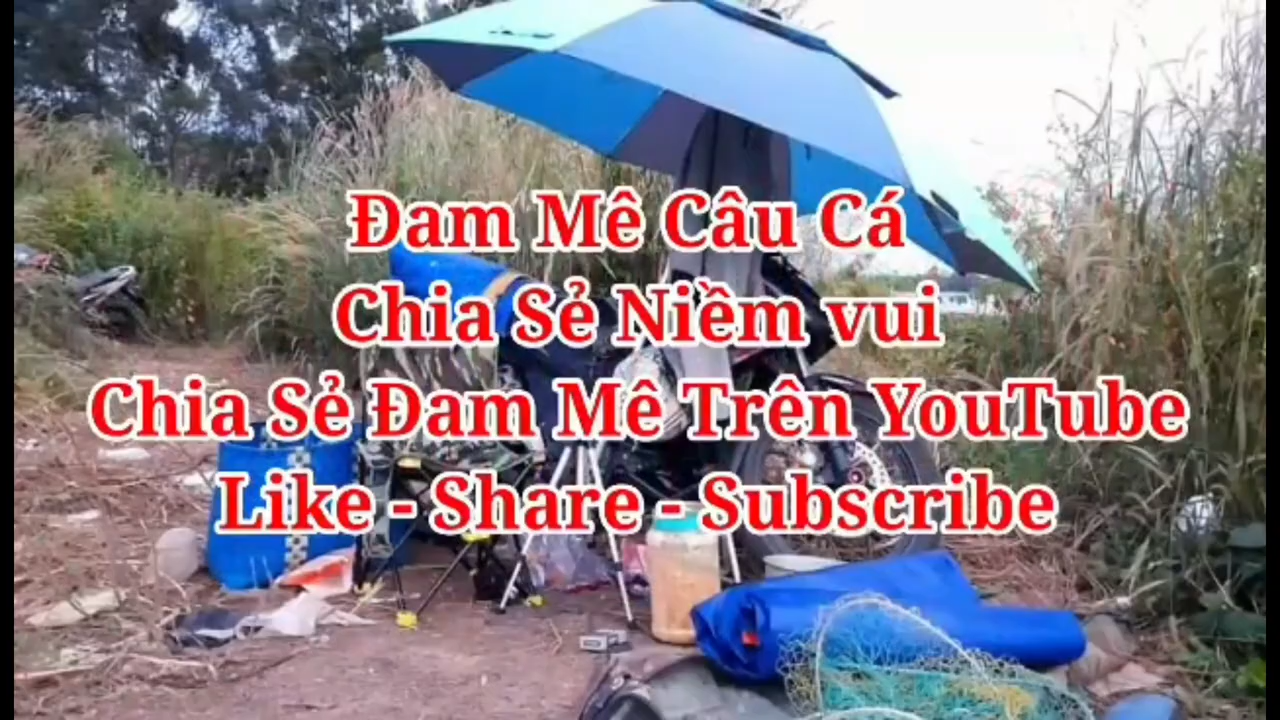 Đam Mê Câu Cá
Chia Sẻ Niềm vui
Chia Sẻ Đam Mê Trên YouTube
Like - Share - Subscribe